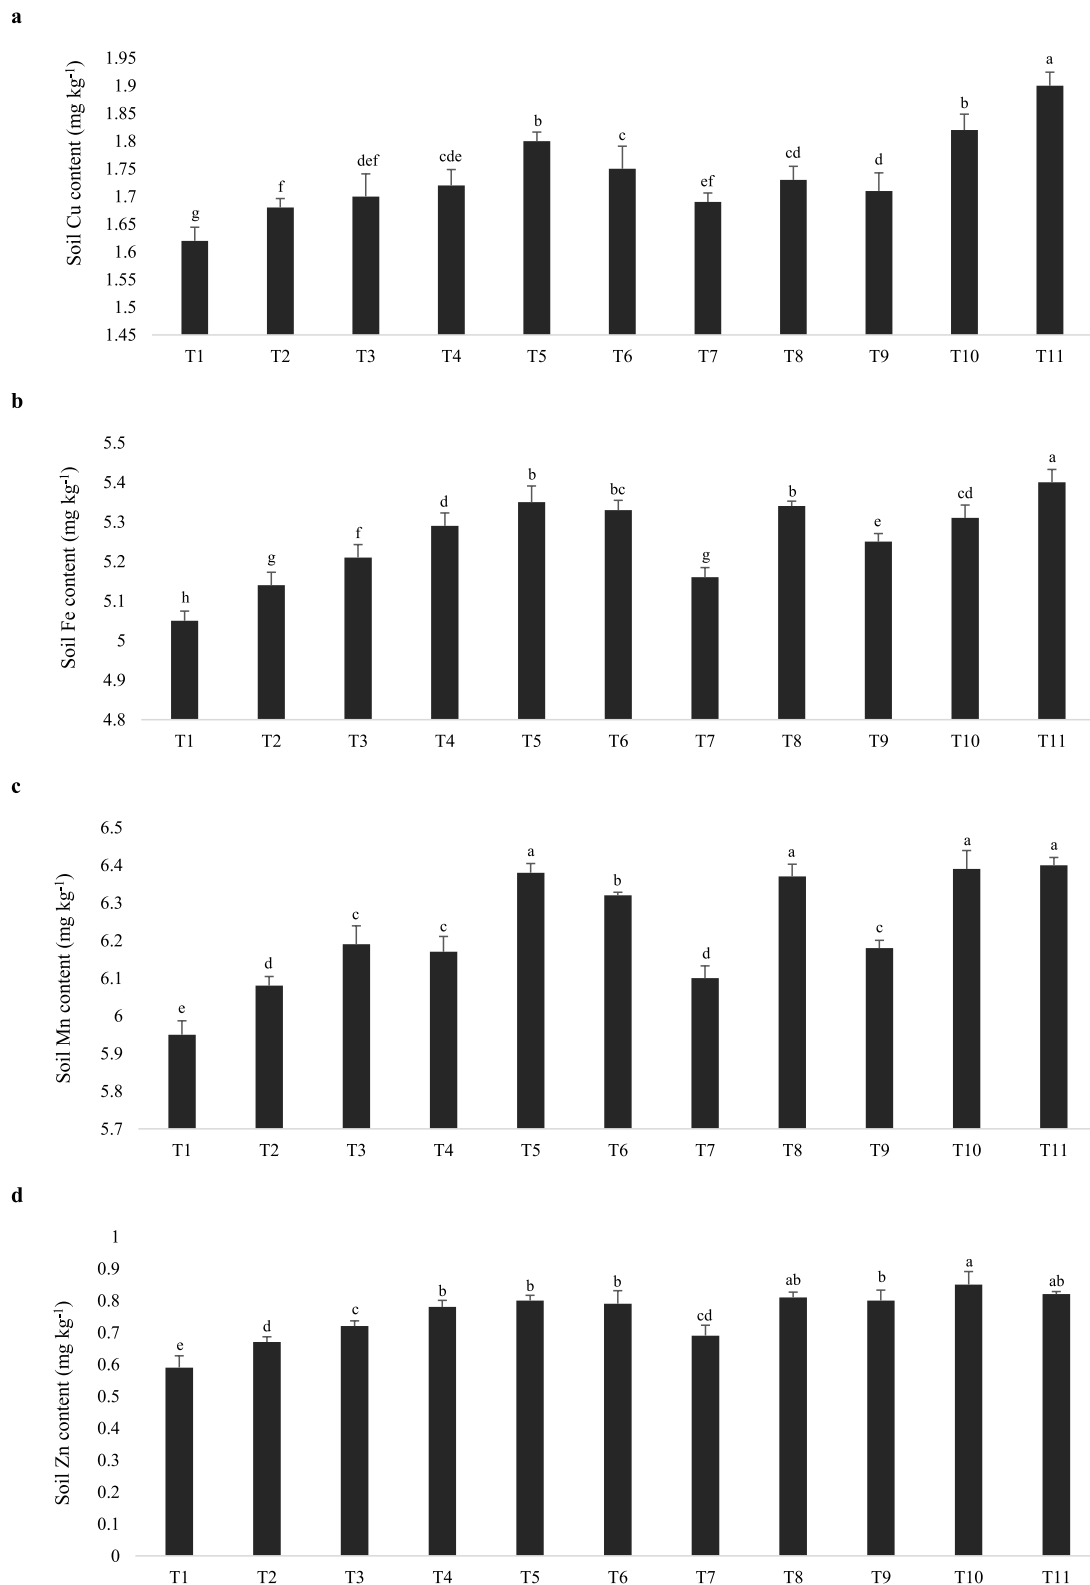 a
Soil Cu content (mg kg-1)
1.95
1.9
1.85
1.8
1.75
1.7
1.65
1.6
1.55
1.5
1.45
g f def cde b c ef cd d b a
T1 T2 T3 T4 T5 T6 T7 T8 T9 T10 T11
b
Soil Fe content (mg kg-1)
5.5
5.4
5.3
5.2
5.1
5
4.9
4.8
h g f d b bc g b e cd a
T1 T2 T3 T4 T5 T6 T7 T8 T9 T10 T11
c
Soil Mn content (mg kg-1)
6.5
6.4
6.3
6.2
6.1
6
5.9
5.8
5.7
e d c c a b d a c a a
T1 T2 T3 T4 T5 T6 T7 T8 T9 T10 T11
d
Soil Zn content (mg kg-1)
1
0.9
0.8
0.7
0.6
0.5
0.4
0.3
0.2
0.1
0
e d c b b b cd ab b a ab
T1 T2 T3 T4 T5 T6 T7 T8 T9 T10 T11